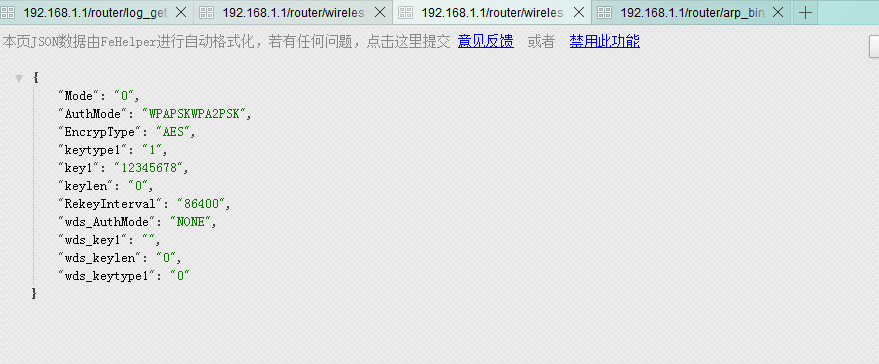 192.168.1.1/router/log_get. 192.168.1.1/router/wireles 192.168.1.1/router/wireles 192.168.1.1/router/arp_bin
本页JSON数据由FeHelper进行自动格式化，若有任何问题，点击这里提交 意见反馈 或者 禁用此功能
{
"Mode": "0",
"AuthMode": "WPAPSKWPA2PSK",
"EncrypType": "AES",
"keytype1": "1",
"key1": "12345678",
"keylen": "0",
"RekeyInterval": "86400",
"wds_AuthMode": "NONE",
"wds_key1": "",
"wds_keylen": "0",
"wds_keytype1": "0"
}